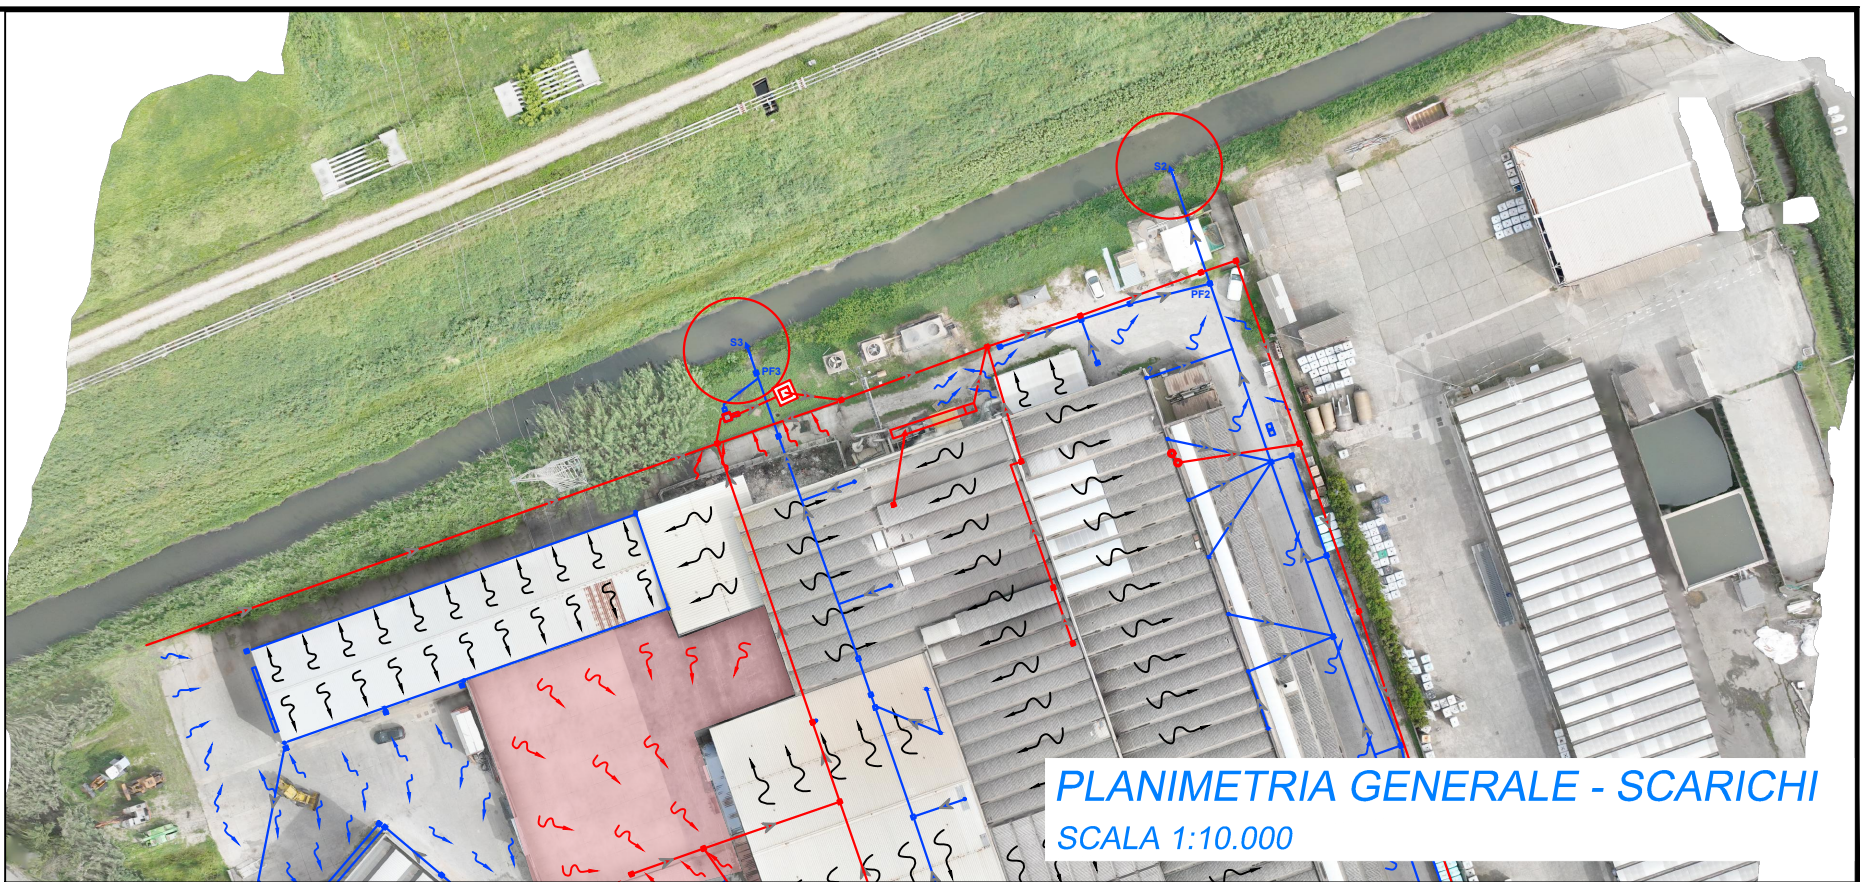 S2
PF2
S3
PF3
PLANIMETRIA GENERALE - SCARICHI
SCALA 1:10.000